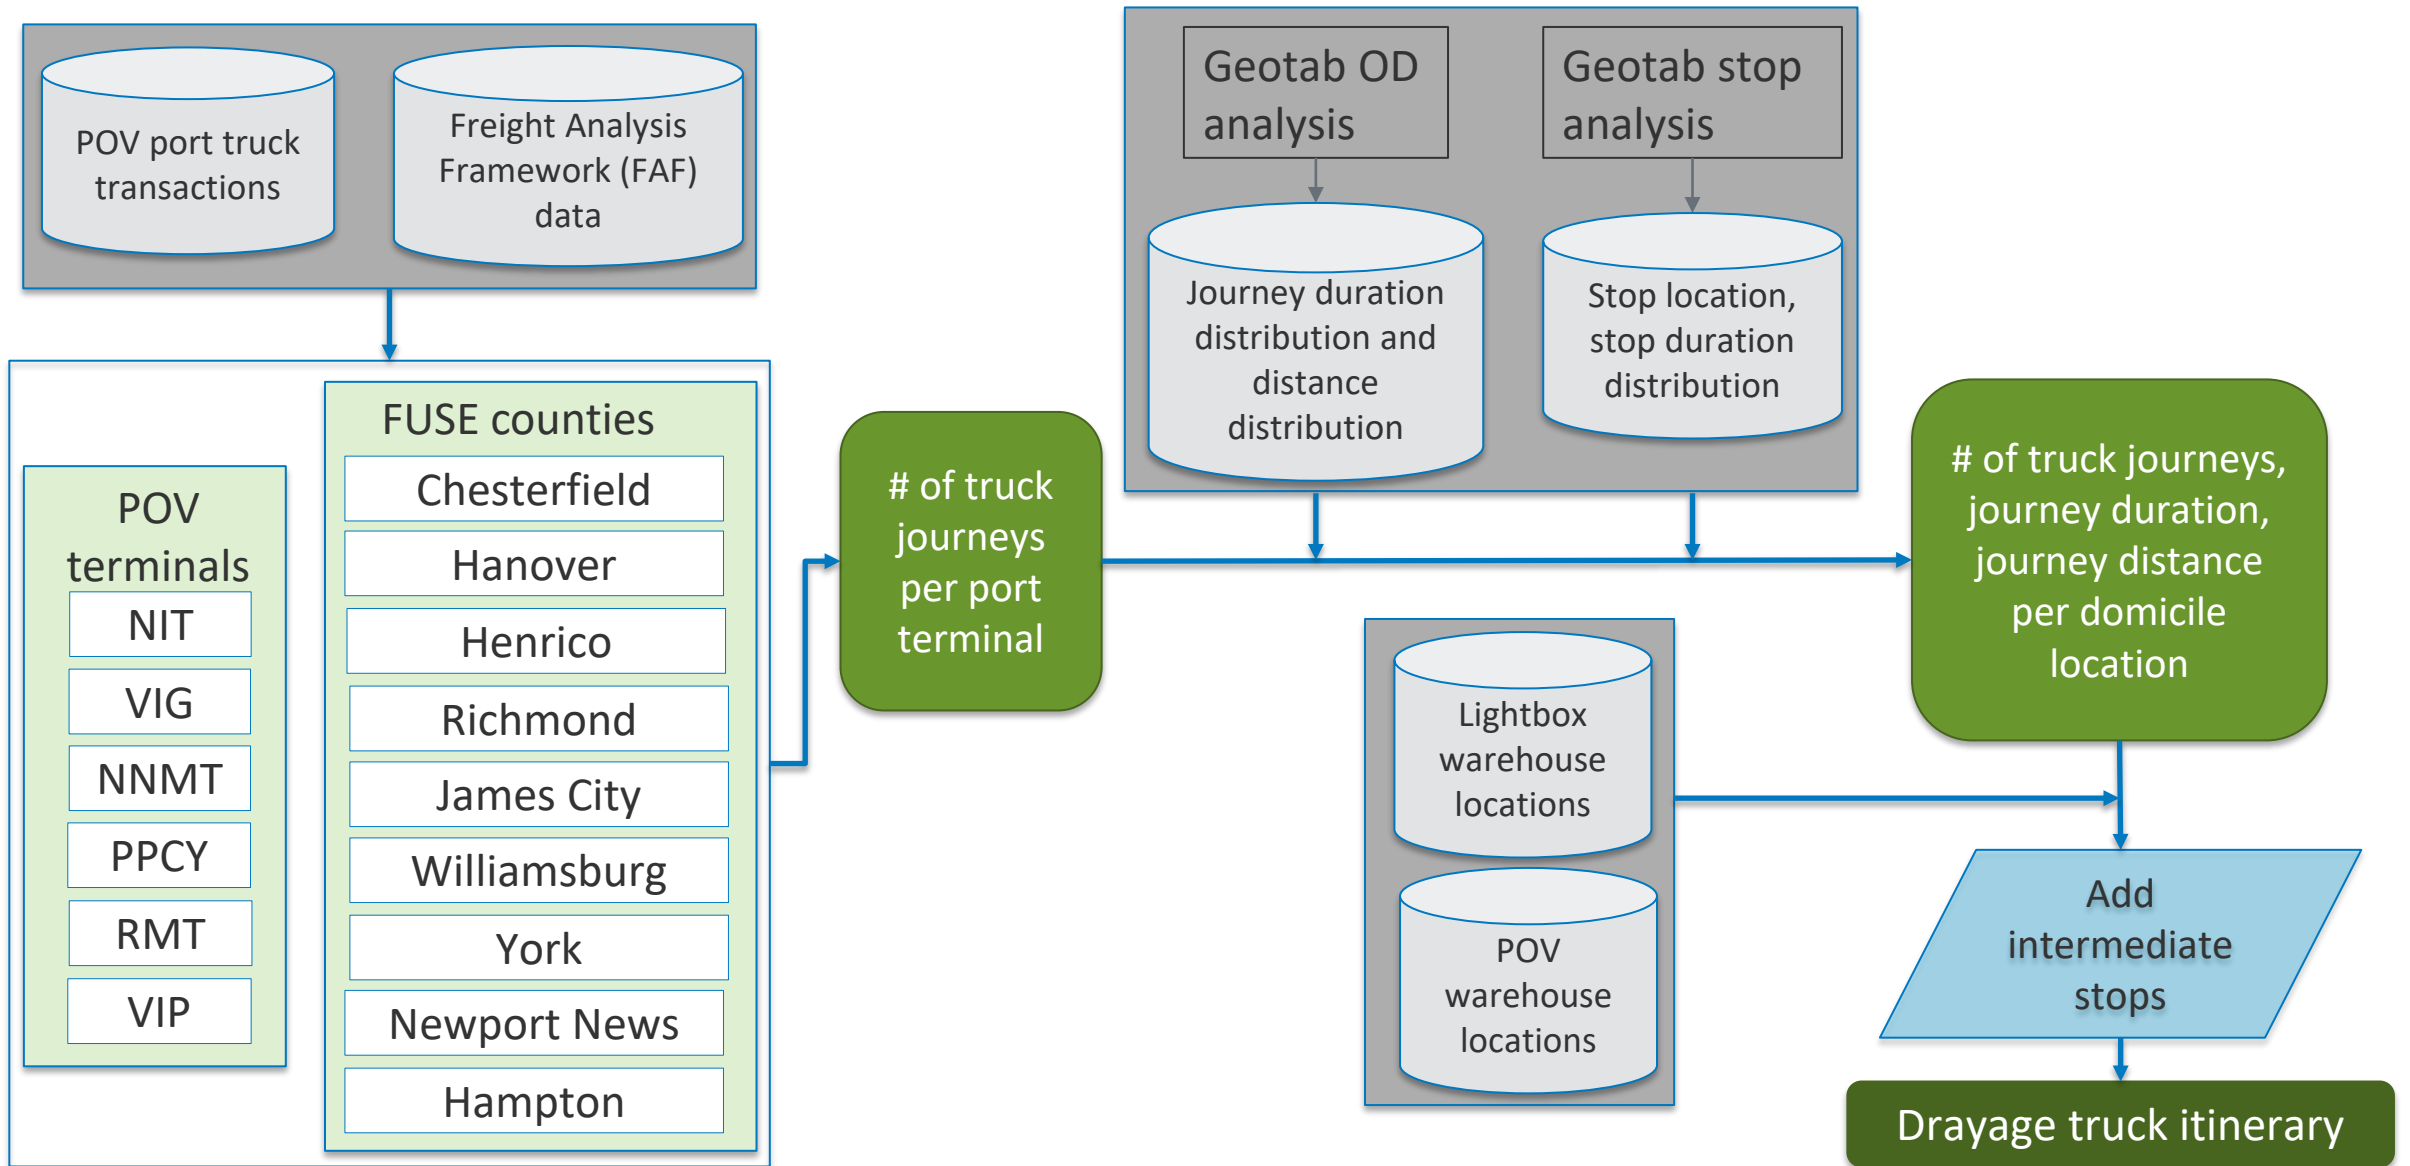 POV port truck
transactions
Freight Analysis
Framework (FAF)
data
POV
terminals
NIT
VIG
NNMT
PPCY
RMT
VIP
FUSE counties
Chesterfield
Hanover
Henrico
Richmond
James City
Williamsburg
York
Newport News
Hampton
# of truck
journeys
per port
terminal
Geotab OD
analysis
Geotab stop
analysis
Journey duration
distribution and
distance
distribution
Stop location,
stop duration
distribution
# of truck journeys,
journey duration,
journey distance
per domicile
location
Lightbox
warehouse
locations
POV
warehouse
locations
Add
intermediate
stops
Drayage truck itinerary